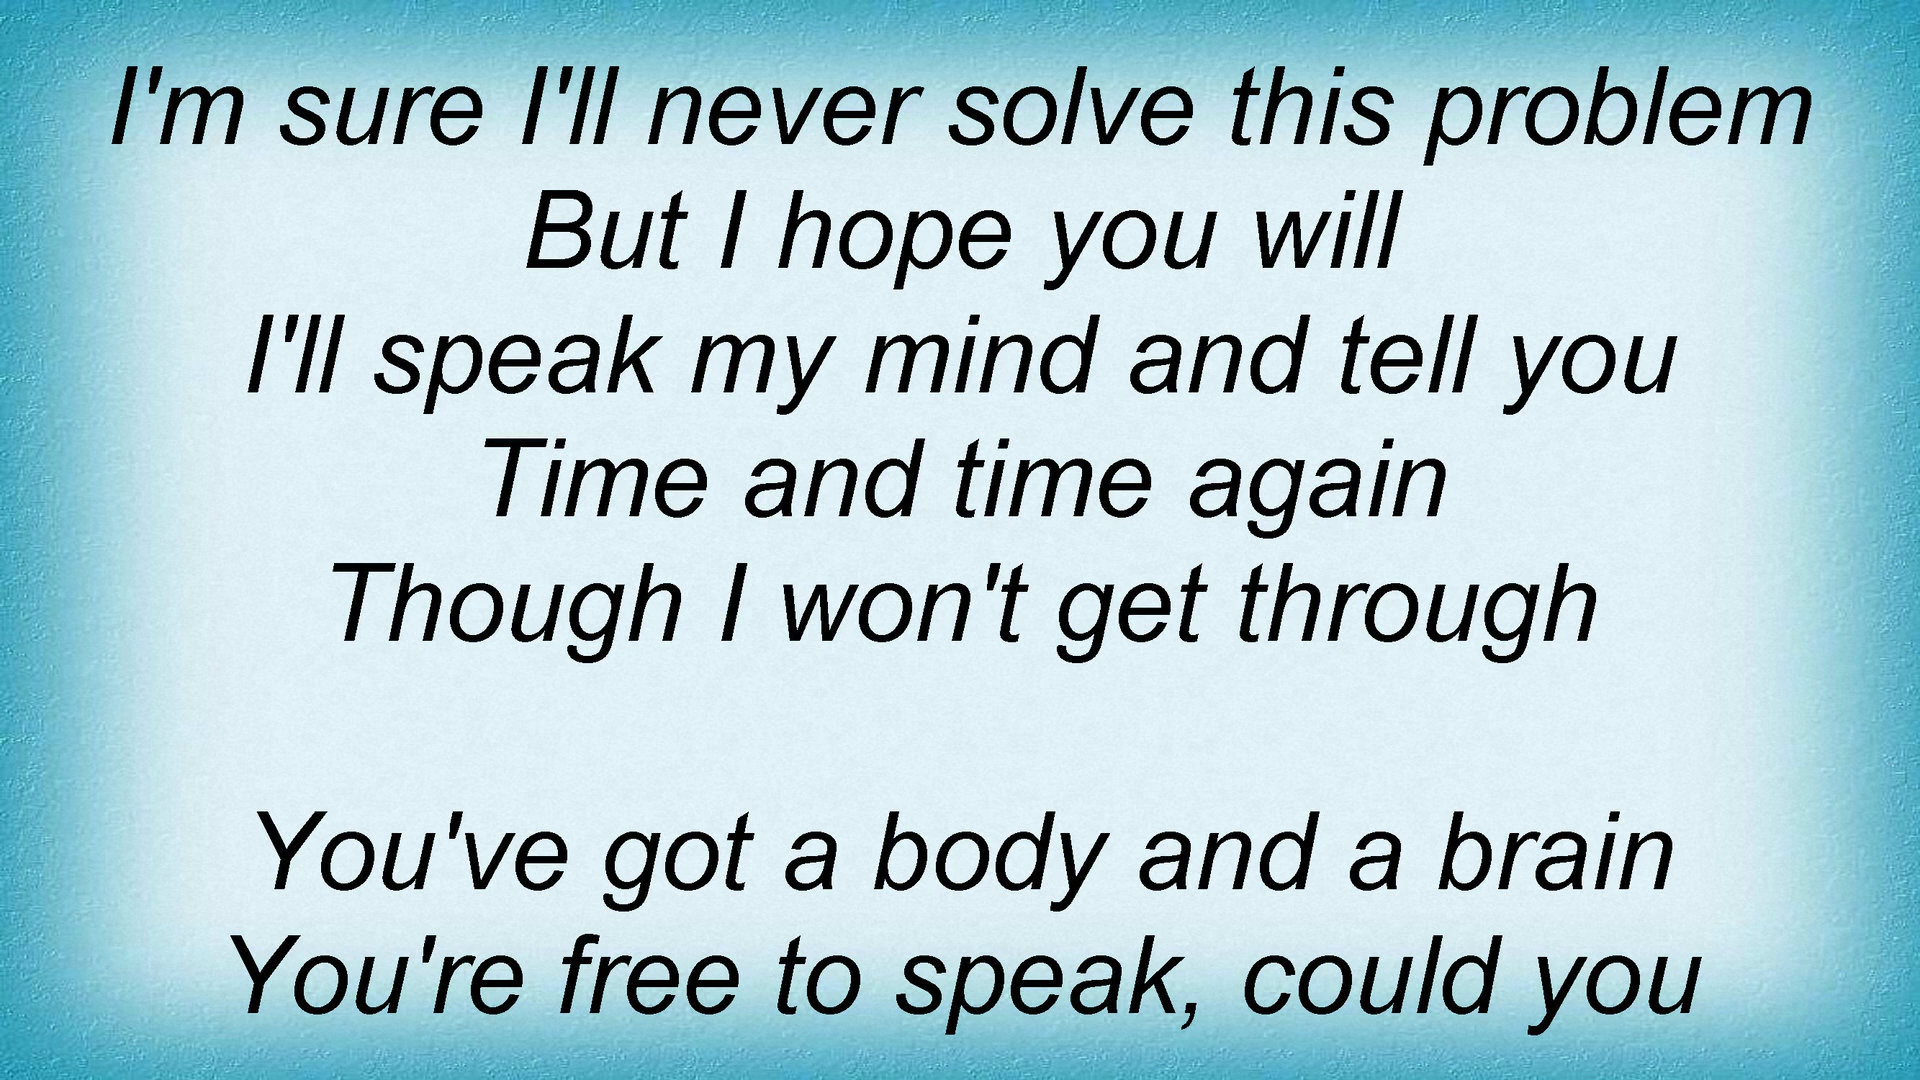 I'm sure I'll never solve this problem
But I hope you will
I'll speak my mind and tell you
Time and time again
Though I won't get through
You've got a body and a brain
You're free to speak, could you